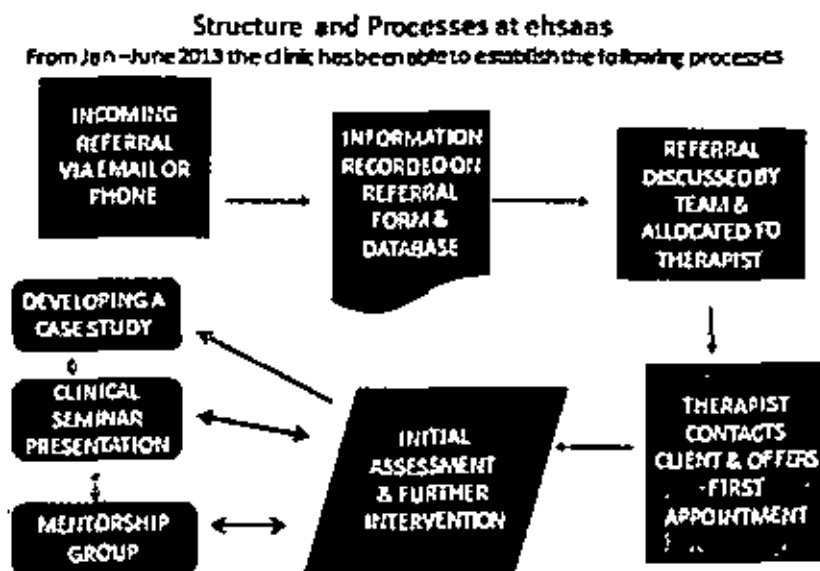 Structure and Processes at ehsaas
From Jan-June 2013 the clinic has been able to establish the following processes
INCOMING
REFERRAL
VIA EMAIL OR
PHONE
INFORMATION
RECORDED ON
REFERRAL
FORM &
DATABASE
REFERRAL
DISCUSSED BY
TEAM &
ALLOCATED TO
THERAPIST
DEVELOPING A
CASE STUDY
CLINICAL
SEMINAR
PRESENTATION
MENTORSHIP
GROUP
INITIAL
ASSESSMENT
& FURTHER
INTERVENTION
THERAPIST
CONTACTS
CLIENT & OFFERS
FIRST
APPOINTMENT